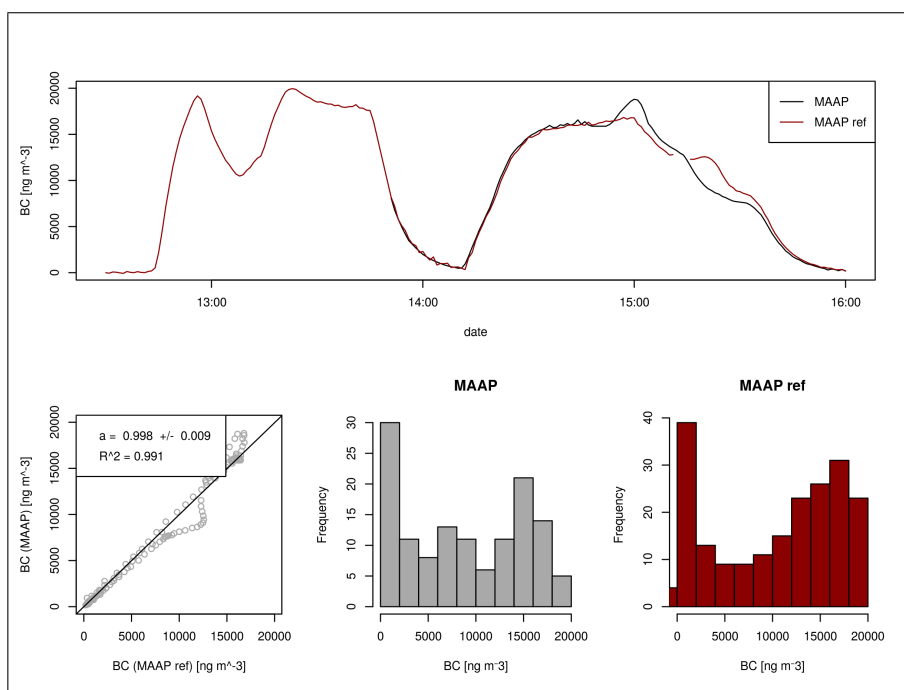 BC [ng m^-3]
0 5000 10000 15000 20000
MAAP
MAAP ref
13:00 14:00 15:00 16:00
date
BC (MAAP) [ng m^-3]
0 5000 10000 15000 20000
a = 0.998 +/- 0.009
R^2 = 0.991
0 5000 10000 15000 20000
BC (MAAP ref) [ng m^-3]
MAAP
Frequency
0 5 10 15 20 25 30
0 5000 10000 15000 20000
BC [ng m⁻3]
MAAP ref
Frequency
0 10 20 30 40
0 5000 10000 15000 20000
BC [ng m⁻3]